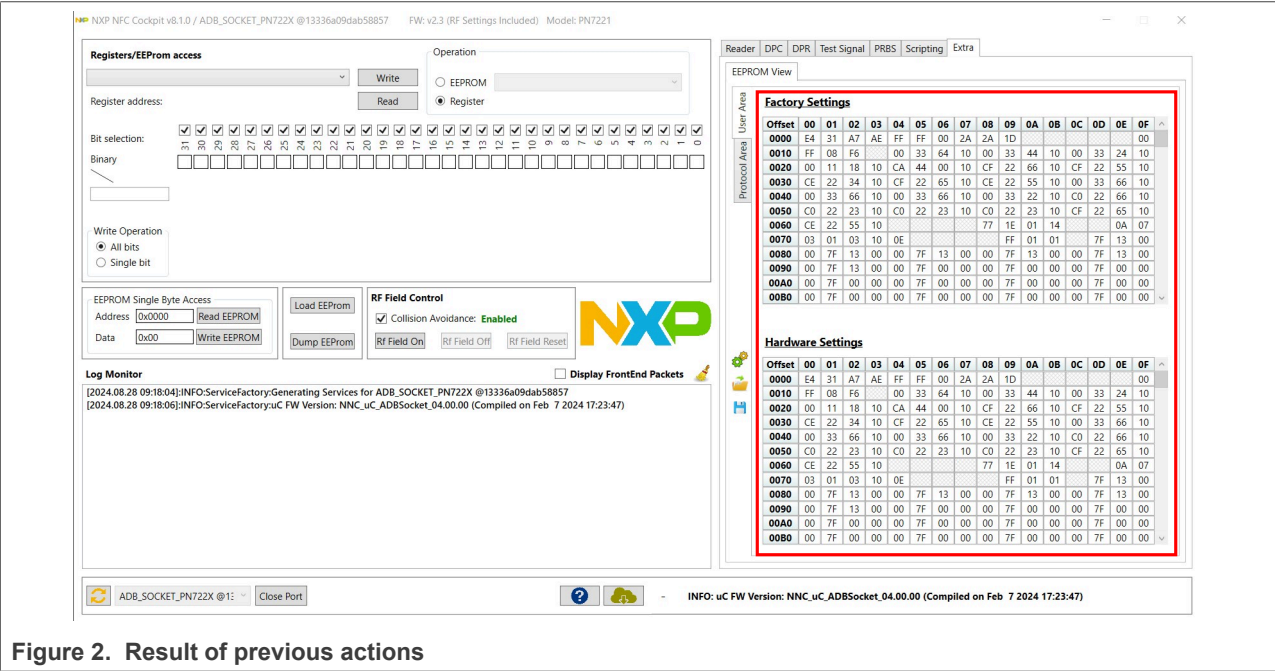 NXP NFC Cockpit v8.1.0 / ADB_SOCKET_PN722X @13336a09dab58857 FW: v2.3 (RF Settings Included) Model: PN7221
Registers/EEProm access
Write
Register address:
Read
Operation
EEPROM
Register
Bit selection:
31 30 29 28 27 26 25 24 23 22 21 20 19 18 17 16 15 14 13 12 11 10 9 8 7 6 5 4 3 2 1 0
Binary
Write Operation
All bits
Single bit
EEPROM Single Byte Access
Address 0x0000 Read EEPROM
Data 0x00 Write EEPROM
Load EEProm
Dump EEProm
RF Field Control
Collision Avoidance: Enabled
Rf Field On Rf Field Off Rf Field Reset
NXP
Log Monitor
Display FrontEnd Packets
[2024.08.28 09:18:04]:INFO:ServiceFactory:Generating Services for ADB_SOCKET_PN722X @13336a09dab58857
[2024.08.28 09:18:06]:INFO:ServiceFactory:uC FW Version: NNC_uC_ADBSocket_04.00.00 (Compiled on Feb 7 2024 17:23:47)
Reader DPC DPR Test Signal PRBS Scripting Extra
EEPROM View
User Area
Protocol Area
Factory Settings
Offset 00 01 02 03 04 05 06 07 08 09 0A 0B 0C 0D 0E 0F
0000 E4 31 A7 AE FF FF 00 2A 2A 1D 00
0010 FF 08 F6 00 33 64 10 00 33 44 10 00 33 24 10
0020 00 11 18 10 CA 44 00 10 CF 22 66 10 CF 22 55 10
0030 CE 22 34 10 CF 22 65 10 CE 22 55 10 00 33 66 10
0040 00 33 66 10 00 33 66 10 00 33 22 10 C0 22 66 10
0050 C0 22 23 10 C0 22 23 10 C0 22 23 10 CF 22 65 10
0060 CE 22 55 10 77 1E 01 14 0A 07
0070 03 01 03 10 0E FF 01 01 7F 13 00
0080 00 7F 13 00 00 7F 13 00 00 7F 13 00 00 7F 13 00
0090 00 7F 13 00 00 7F 00 00 00 7F 00 00 00 7F 00 00
00A0 00 7F 00 00 00 7F 00 00 00 7F 00 00 00 7F 00 00
00B0 00 7F 00 00 00 7F 00 00 00 7F 00 00 00 7F 00 00
Hardware Settings
Offset 00 01 02 03 04 05 06 07 08 09 0A 0B 0C 0D 0E 0F
0000 E4 31 A7 AE FF FF 00 2A 2A 1D 00
0010 FF 08 F6 00 33 64 10 00 33 44 10 00 33 24 10
0020 00 11 18 10 CA 44 00 10 CF 22 66 10 CF 22 55 10
0030 CE 22 34 10 CF 22 65 10 CE 22 55 10 00 33 66 10
0040 00 33 66 10 00 33 66 10 00 33 22 10 C0 22 66 10
0050 C0 22 23 10 C0 22 23 10 C0 22 23 10 CF 22 65 10
0060 CE 22 55 10 77 1E 01 14 0A 07
0070 03 01 03 10 0E FF 01 01 7F 13 00
0080 00 7F 13 00 00 7F 13 00 00 7F 13 00 00 7F 13 00
0090 00 7F 13 00 00 7F 00 00 00 7F 00 00 00 7F 00 00
00A0 00 7F 00 00 00 7F 00 00 00 7F 00 00 00 7F 00 00
00B0 00 7F 00 00 00 7F 00 00 00 7F 00 00 00 7F 00 00
ADB_SOCKET_PN722X @1 Close Port
- INFO: uC FW Version: NNC_uC_ADBSocket_04.00.00 (Compiled on Feb 7 2024 17:23:47)
Figure 2. Result of previous actions